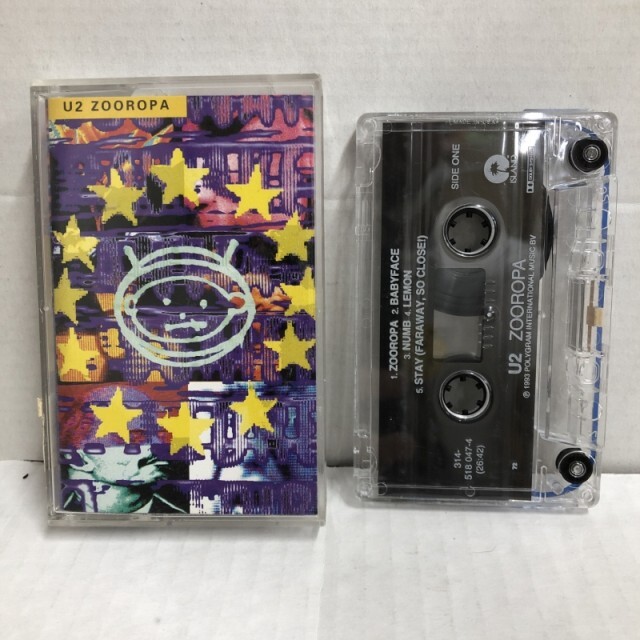 U2 ZOOROPA
SIDE ONE
ISLAND
1. ZOOROPA 2. BABYFACE
3. NUMB 4. LEMON
5. STAY (FARAWAY, SO CLOSE!)
U2 ZOOROPA
℗ 1993 POLYGRAM INTERNATIONAL MUSIC BV
314-
518 047-4
(26:42)